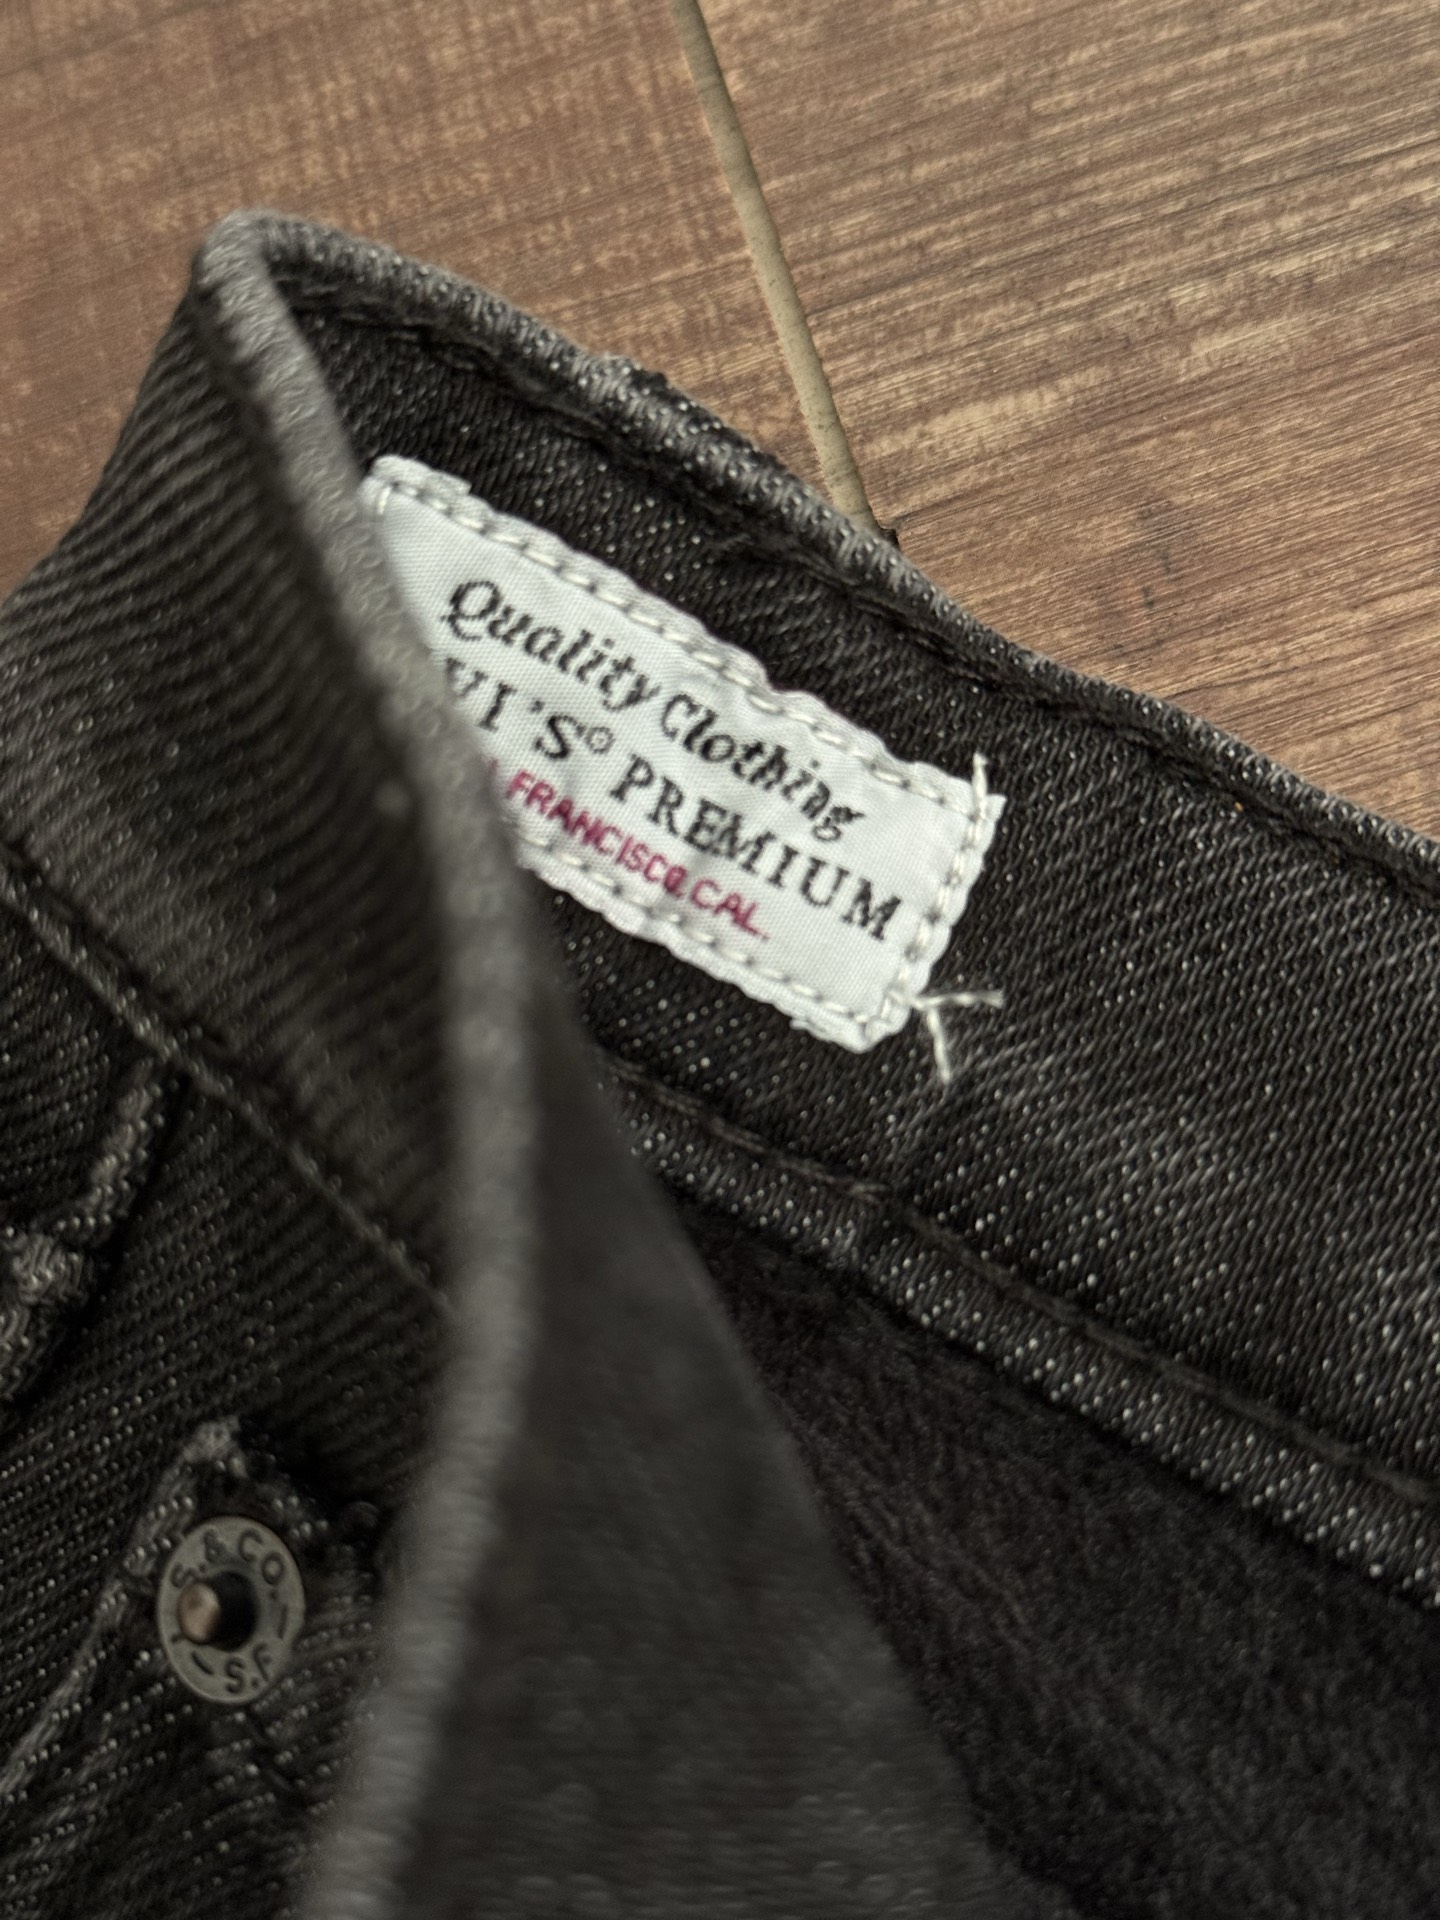 Quality Clothing
VI'S® PREMIUM
FRANCISCO.CAL.
S.&CO.
S.F.